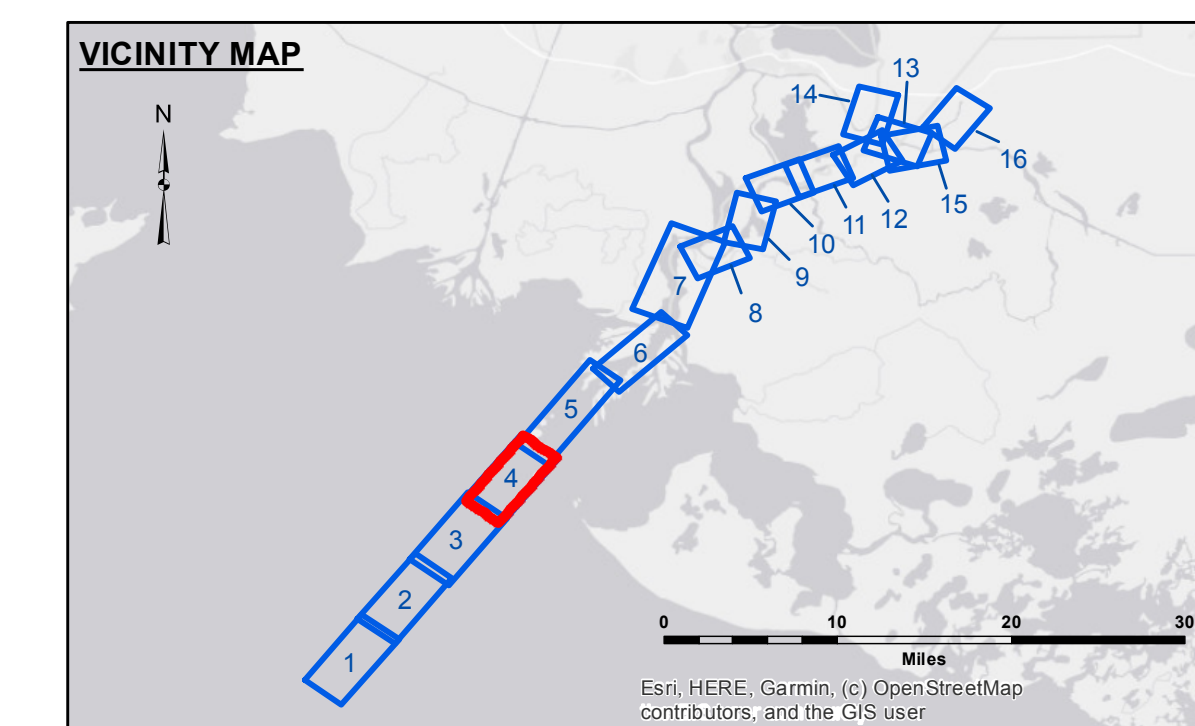 VICINITY MAP
N
13
14
16
15
12
11
10
9
7
8
6
5
4
3
2
1
0 10 20 30
Miles
Esri, HERE, Garmin, (c) OpenStreetMap
contributors, and the GIS user